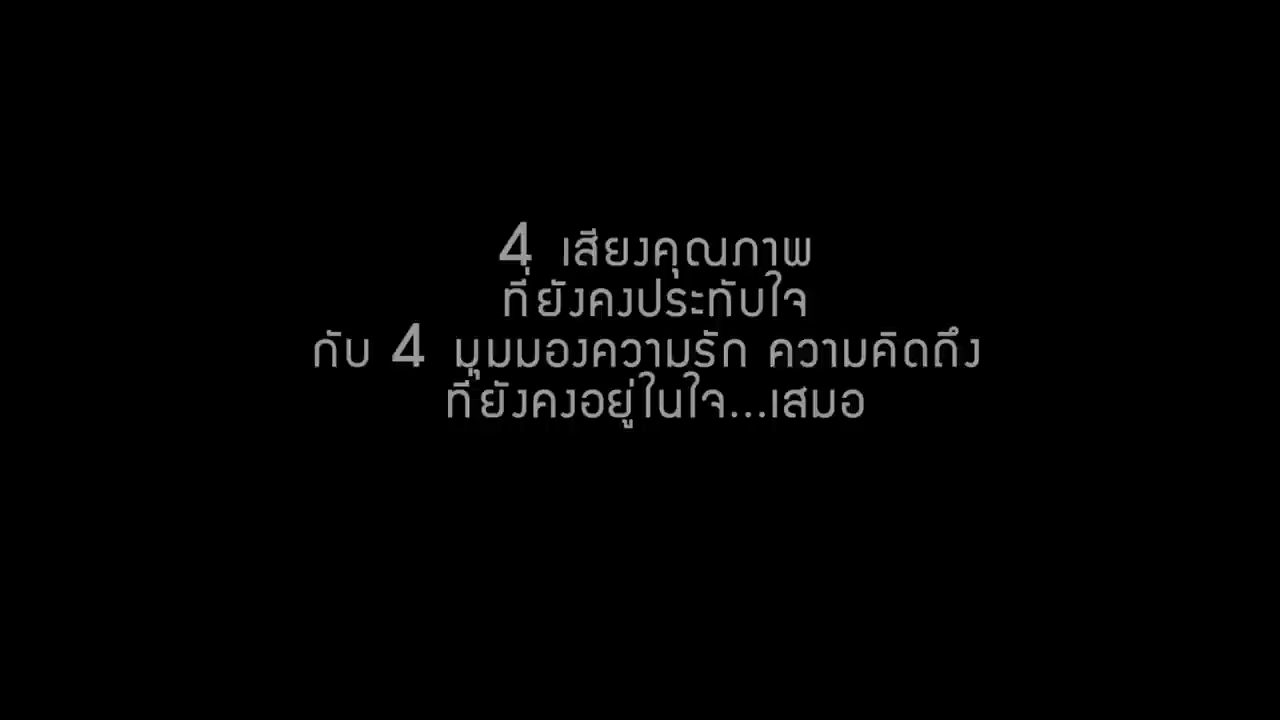 4 เสียงคุณภาพ
ที่ยังคงประทับใจ
กับ 4 มุมมองความรัก ความคิดถึง
ที่ยังคงอยู่ในใจ...เสมอ